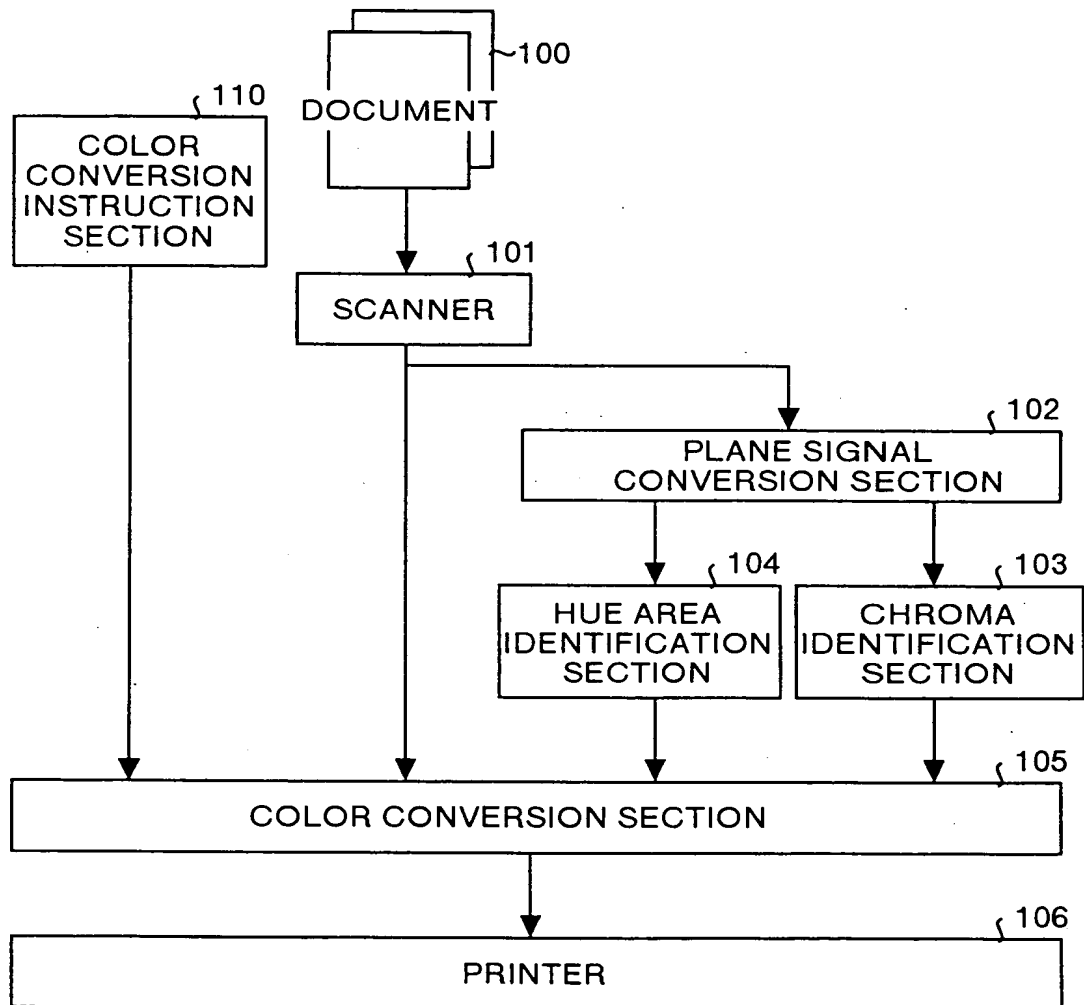 100
DOCUMENT
110
COLOR
CONVERSION
INSTRUCTION
SECTION
101
SCANNER
102
PLANE SIGNAL
CONVERSION SECTION
104
HUE AREA
IDENTIFICATION
SECTION
103
CHROMA
IDENTIFICATION
SECTION
105
COLOR CONVERSION SECTION
106
PRINTER